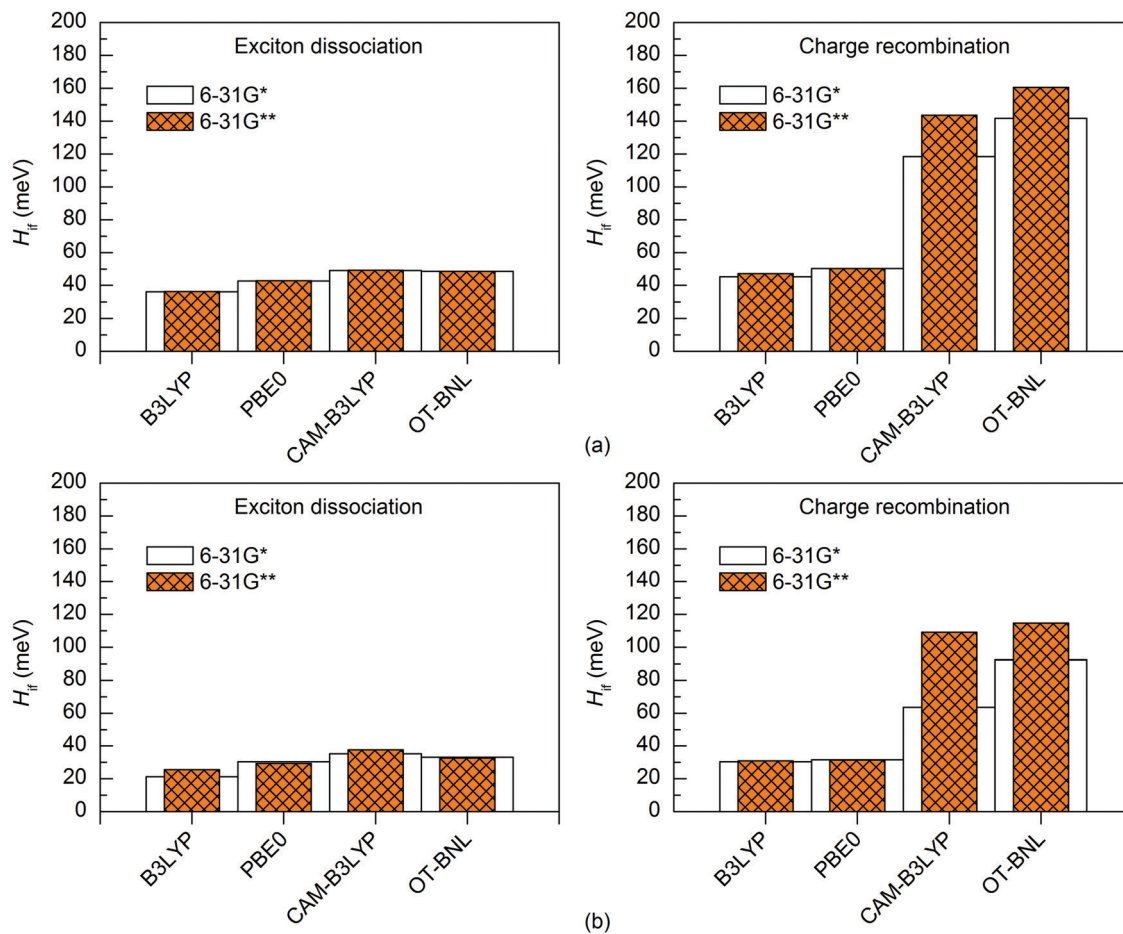 Exciton dissociation
6-31G*
6-31G**
H_if (meV)
200
180
160
140
120
100
80
60
40
20
0
B3LYP
PBE0
CAM-B3LYP
OT-BNL
Charge recombination
6-31G*
6-31G**
H_if (meV)
200
180
160
140
120
100
80
60
40
20
0
B3LYP
PBE0
CAM-B3LYP
OT-BNL
(a)
Exciton dissociation
6-31G*
6-31G**
H_if (meV)
200
180
160
140
120
100
80
60
40
20
0
B3LYP
PBE0
CAM-B3LYP
OT-BNL
Charge recombination
6-31G*
6-31G**
H_if (meV)
200
180
160
140
120
100
80
60
40
20
0
B3LYP
PBE0
CAM-B3LYP
OT-BNL
(b)